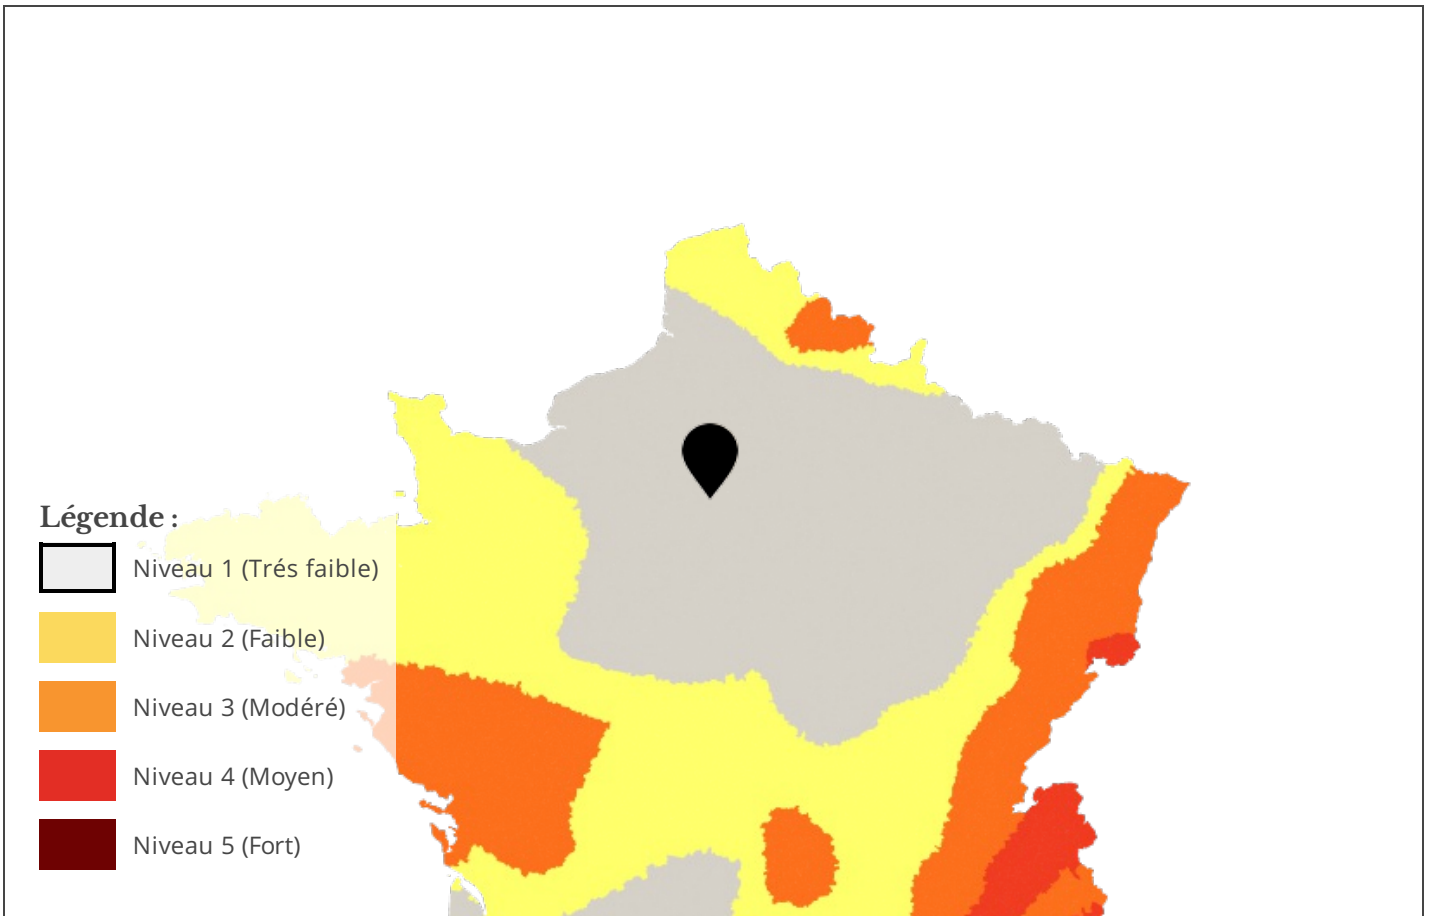 Légende :
Niveau 1 (Trés faible)
Niveau 2 (Faible)
Niveau 3 (Modéré)
Niveau 4 (Moyen)
Niveau 5 (Fort)